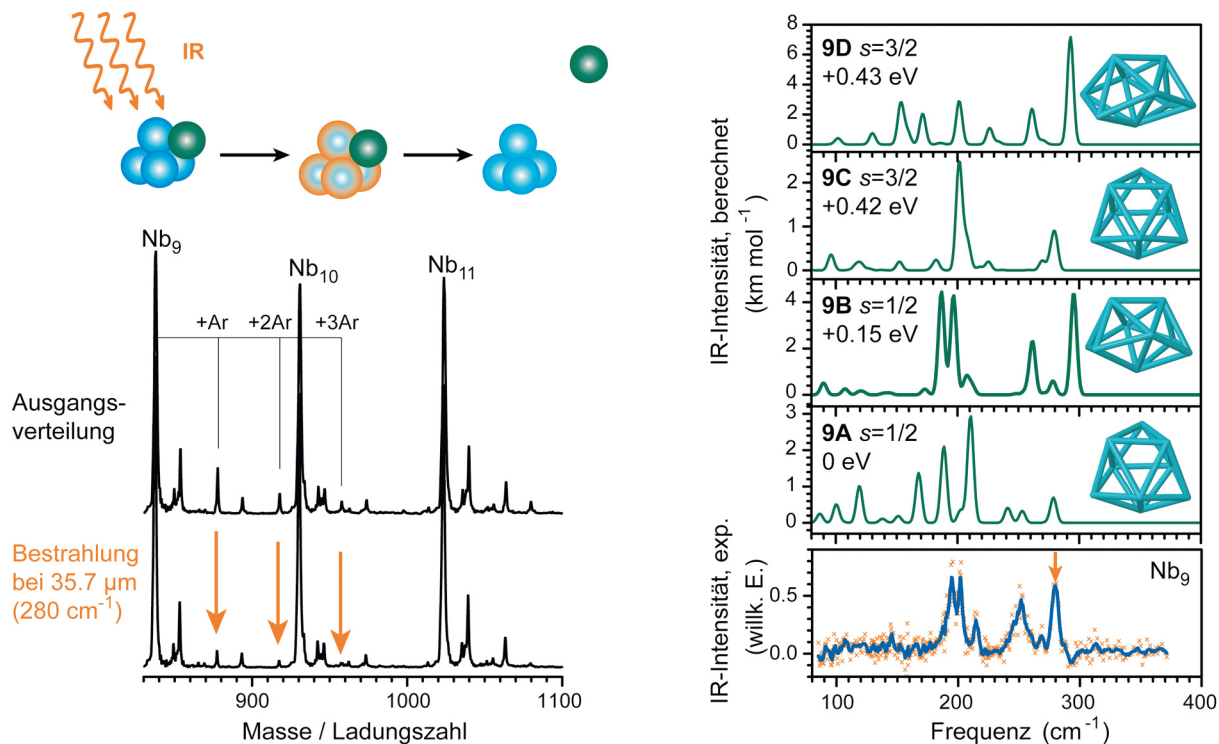 IR
Nb9
Nb10
Nb11
+Ar
+2Ar
+3Ar
Ausgangs-
verteilung
Bestrahlung
bei 35.7 µm
(280 cm-1)
900
1000
1100
Masse / Ladungszahl
IR-Intensität, berechnet
(km mol -1)
8
6
4
2
0
9D s=3/2
+0.43 eV
2
1
0
9C s=3/2
+0.42 eV
4
2
0
9B s=1/2
+0.15 eV
3
2
1
0
9A s=1/2
0 eV
IR-Intensität, exp.
(willk. E.)
0.5
0.0
Nb9
100
200
300
400
Frequenz (cm-1)